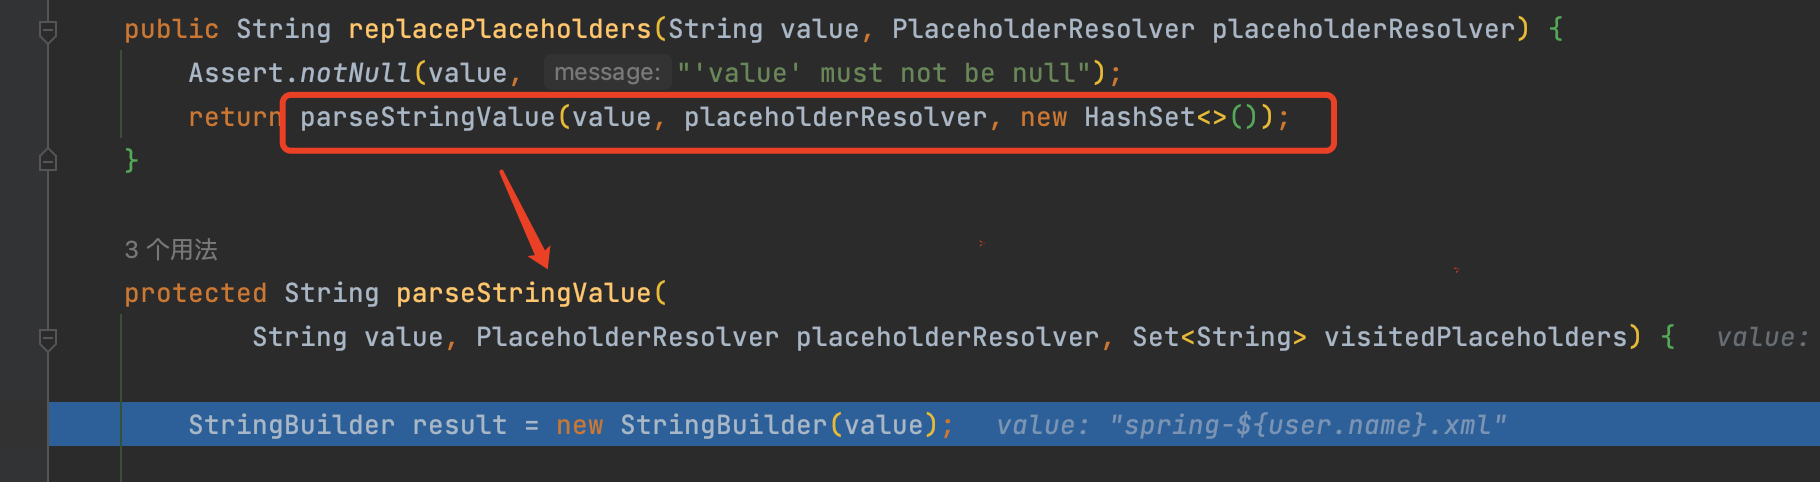 public String replacePlaceholders(String value, PlaceholderResolver placeholderResolver) {
Assert.notNull(value, message: "'value' must not be null");
return parseStringValue(value, placeholderResolver, new HashSet<>());
}
3 个用法
protected String parseStringValue(
String value, PlaceholderResolver placeholderResolver, Set<String> visitedPlaceholders) { value:
StringBuilder result = new StringBuilder(value); value: "spring-${user.name}.xml"